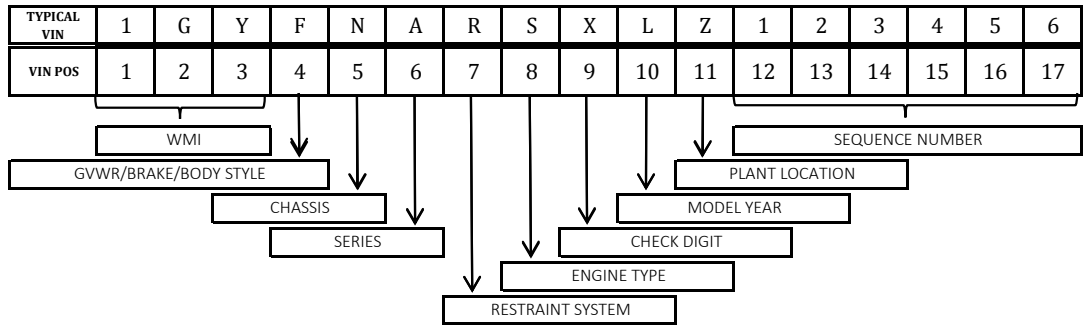 TYPICAL VIN 1 G Y F N A R S X L Z 1 2 3 4 5 6
VIN POS 1 2 3 4 5 6 7 8 9 10 11 12 13 14 15 16 17
WMI SEQUENCE NUMBER
GVWR/BRAKE/BODY STYLE PLANT LOCATION
CHASSIS MODEL YEAR
SERIES CHECK DIGIT
ENGINE TYPE
RESTRAINT SYSTEM